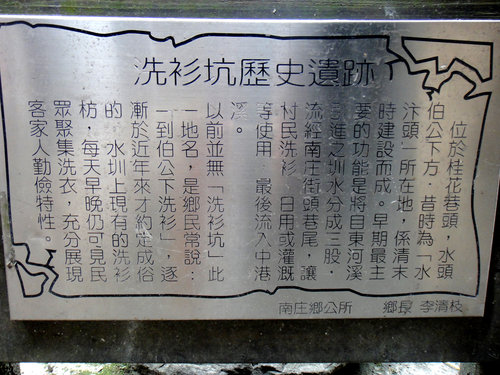 洗衫坑歷史遺跡
位於桂花巷頭，水頭
伯公下方．昔時為「水
汴頭」所在地，係清末
時建設而成。早期最主
要的功能是將自東河溪
引進之圳水分成三股．
流經南庄街頭巷尾，讓
村民洗衫 日用或灌溉
等使用 最後流入中港
溪。
以前並無「洗衫坑」此
一地名，是鄉民常說：
「到伯公下洗衫」，逐
漸於近年來才約定成俗
的 水圳上現有的洗衫
枋，每天早晚仍可見民
眾聚集洗衣，充分展現
客家人勤儉特性。
南庄鄉公所 鄉長 李清枝